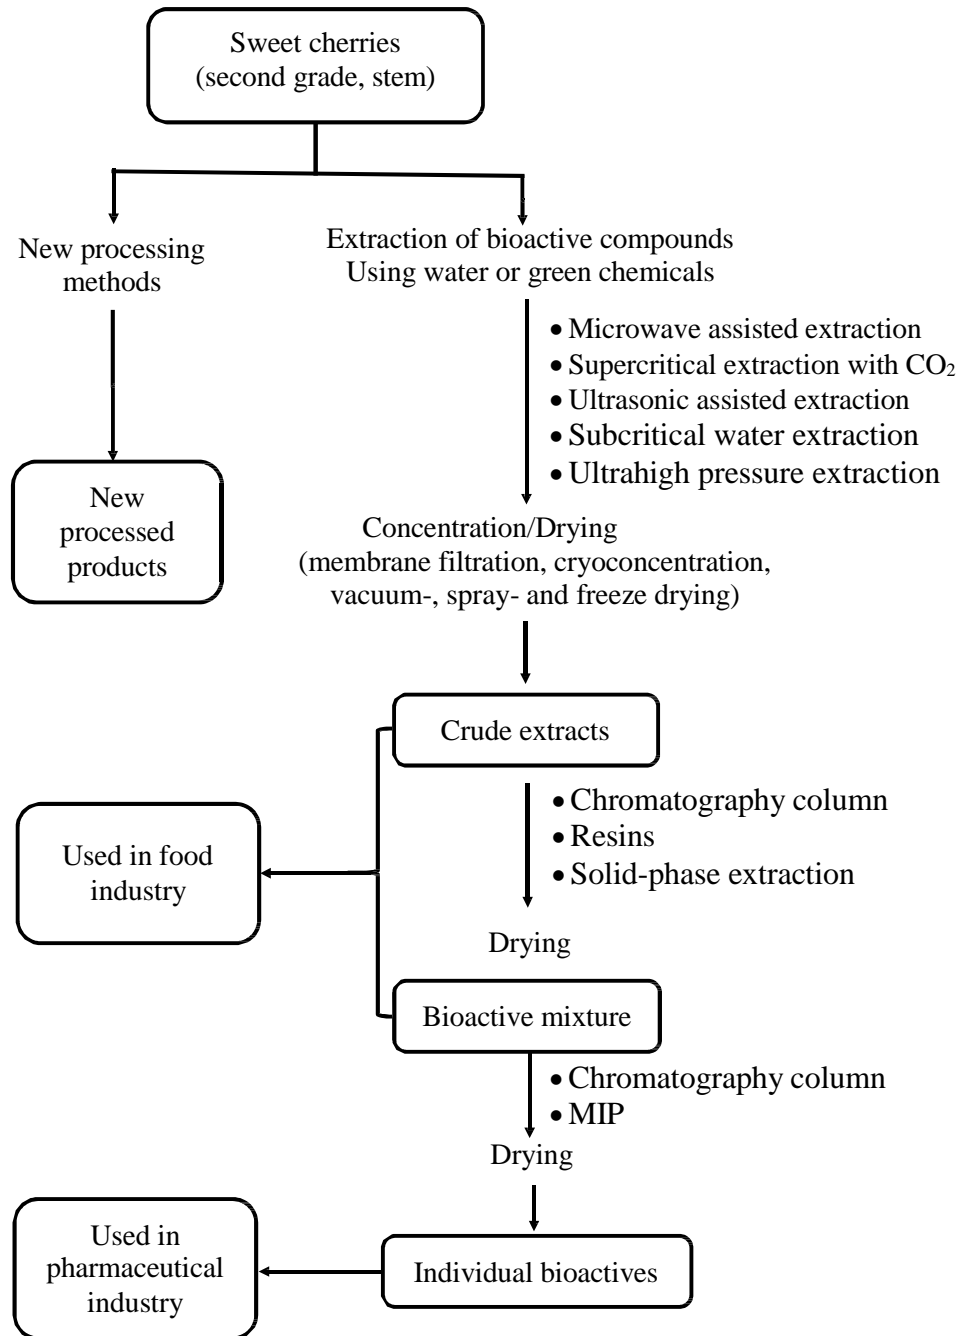 Sweet cherries
(second grade, stem)
New processing
methods
Extraction of bioactive compounds
Using water or green chemicals
• Microwave assisted extraction
• Supercritical extraction with CO₂
• Ultrasonic assisted extraction
• Subcritical water extraction
• Ultrahigh pressure extraction
New
processed
products
Concentration/Drying
(membrane filtration, cryoconcentration,
vacuum-, spray- and freeze drying)
Crude extracts
• Chromatography column
• Resins
• Solid-phase extraction
Used in food
industry
Drying
Bioactive mixture
• Chromatography column
• MIP
Drying
Used in
pharmaceutical
industry
Individual bioactives